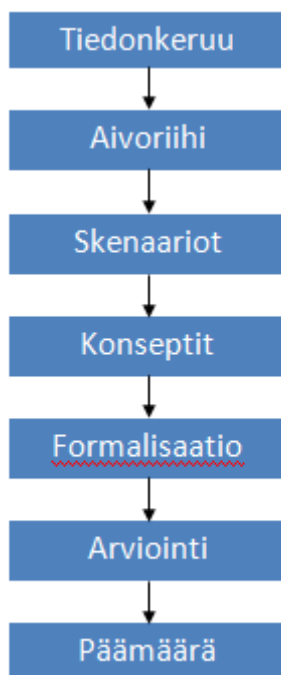 Tiedonkeruu
Aivoriihi
Skenaariot
Konseptit
Formalisaatio
Arviointi
Päämäärä